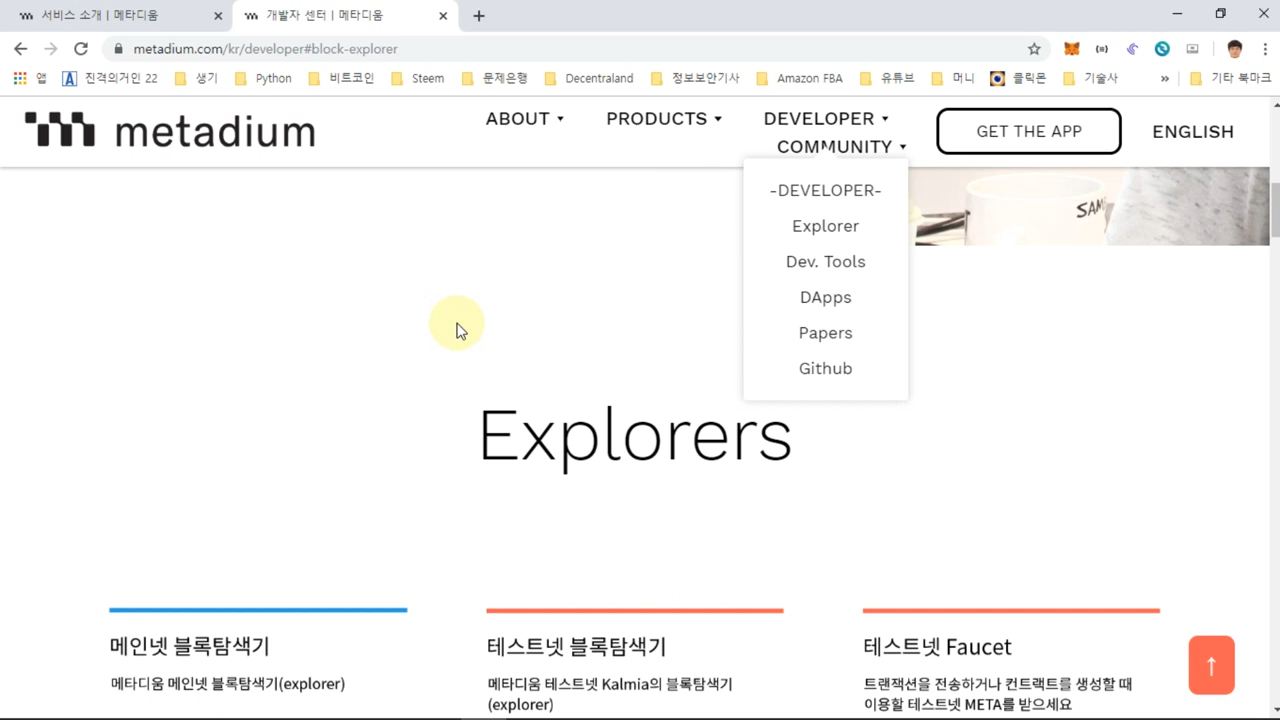 서비스 소개 | 메타디움
개발자 센터 | 메타디움
metadium.com/kr/developer#block-explorer
앱 진격의거인 22 생기 Python 비트코인 Steem 문제은행 Decentraland 정보보안기사 Amazon FBA 유튜브 머니 클릭몬 기술사 » 기타 북마크
metadium
ABOUT PRODUCTS DEVELOPER
COMMUNITY
GET THE APP
ENGLISH
-DEVELOPER-
Explorer
Dev. Tools
DApps
Papers
Github
SAM
Explorers
메인넷 블록탐색기
메타디움 메인넷 블록탐색기(explorer)
테스트넷 블록탐색기
메타디움 테스트넷 Kalmia의 블록탐색기
(explorer)
테스트넷 Faucet
트랜잭션을 전송하거나 컨트랙트를 생성할 때
이용할 테스트넷 META를 받으세요
↑